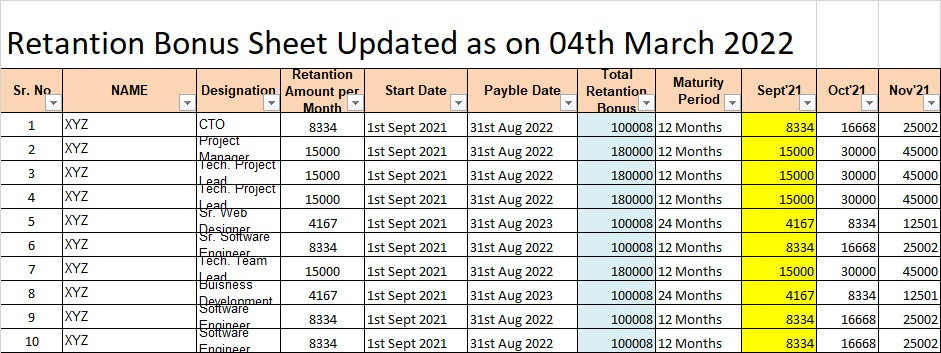 Retantion Bonus Sheet Updated as on 04th March 2022
Sr. No NAME Designation Retantion Amount per Month Start Date Payble Date Total Retantion Bonus Maturity Period Sept'21 Oct'21 Nov'21
1 XYZ CTO 8334 1st Sept 2021 31st Aug 2022 100008 12 Months 8334 16668 25002
2 XYZ Project Manager 15000 1st Sept 2021 31st Aug 2022 180000 12 Months 15000 30000 45000
3 XYZ Tech. Project Lead 15000 1st Sept 2021 31st Aug 2022 180000 12 Months 15000 30000 45000
4 XYZ Tech. Project Lead 15000 1st Sept 2021 31st Aug 2022 180000 12 Months 15000 30000 45000
5 XYZ Sr. Web Designer 4167 1st Sept 2021 31st Aug 2023 100008 24 Months 4167 8334 12501
6 XYZ Sr. Software Engineer 8334 1st Sept 2021 31st Aug 2022 100008 12 Months 8334 16668 25002
7 XYZ Tech. Team Lead 15000 1st Sept 2021 31st Aug 2022 180000 12 Months 15000 30000 45000
8 XYZ Buisness Development 4167 1st Sept 2021 31st Aug 2023 100008 24 Months 4167 8334 12501
9 XYZ Software Engineer 8334 1st Sept 2021 31st Aug 2022 100008 12 Months 8334 16668 25002
10 XYZ Software Engineer 8334 1st Sept 2021 31st Aug 2022 100008 12 Months 8334 16668 25002